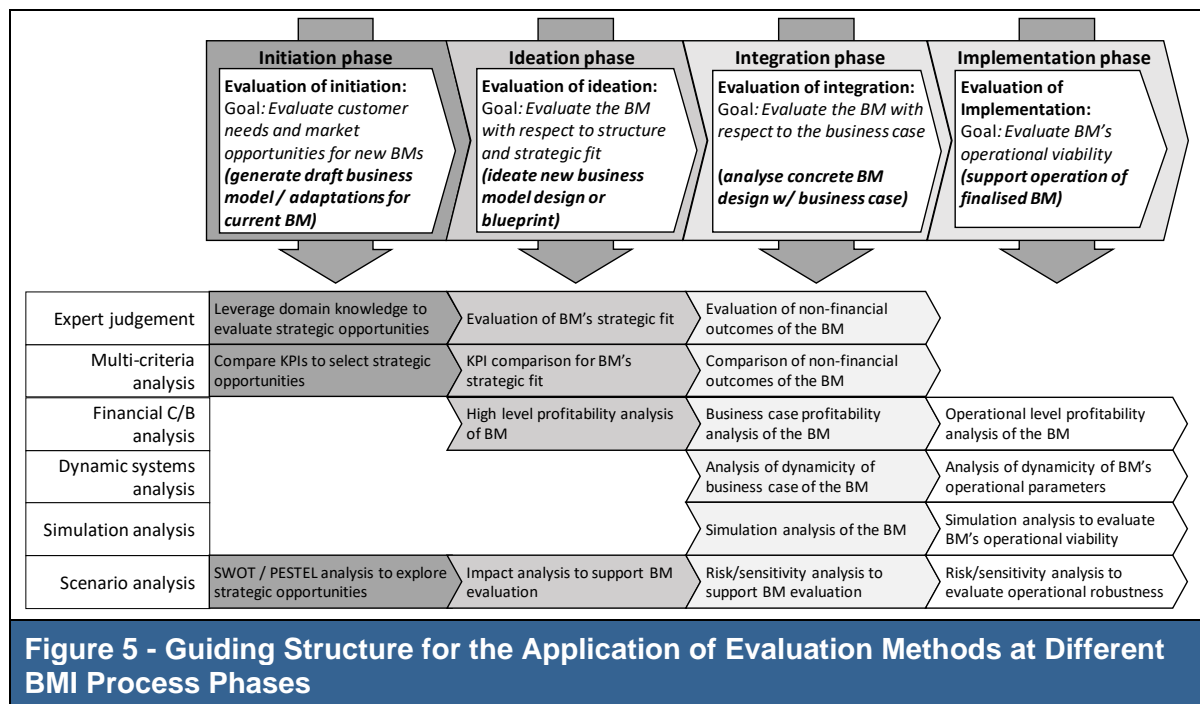 Initiation phase
Evaluation of initiation:
Goal: Evaluate customer
needs and market
opportunities for new BMs
(generate draft business
model / adaptations for
current BM)
Ideation phase
Evaluation of ideation:
Goal: Evaluate the BM
with respect to structure
and strategic fit
(ideate new business
model design or
blueprint)
Integration phase
Evaluation of integration:
Goal: Evaluate the BM with
respect to the business case
(analyse concrete BM
design w/ business case)
Implementation phase
Evaluation of
Implementation:
Goal: Evaluate BM's
operational viability
(support operation of
finalised BM)
Expert judgement
Leverage domain knowledge to
evaluate strategic opportunities
Evaluation of BM's strategic fit
Evaluation of non-financial
outcomes of the BM
Multi-criteria
analysis
Compare KPIs to select strategic
opportunities
KPI comparison for BM's
strategic fit
Comparison of non-financial
outcomes of the BM
Financial C/B
analysis
High level profitability analysis
of BM
Business case profitability
analysis of the BM
Operational level profitability
analysis of the BM
Dynamic systems
analysis
Analysis of dynamicity of
business case of the BM
Analysis of dynamicity of BM's
operational parameters
Simulation analysis
Simulation analysis of the BM
Simulation analysis to evaluate
BM's operational viability
Scenario analysis
SWOT / PESTEL analysis to explore
strategic opportunities
Impact analysis to support BM
evaluation
Risk/sensitivity analysis to
support BM evaluation
Risk/sensitivity analysis to
evaluate operational robustness
Figure 5 - Guiding Structure for the Application of Evaluation Methods at Different
BMI Process Phases